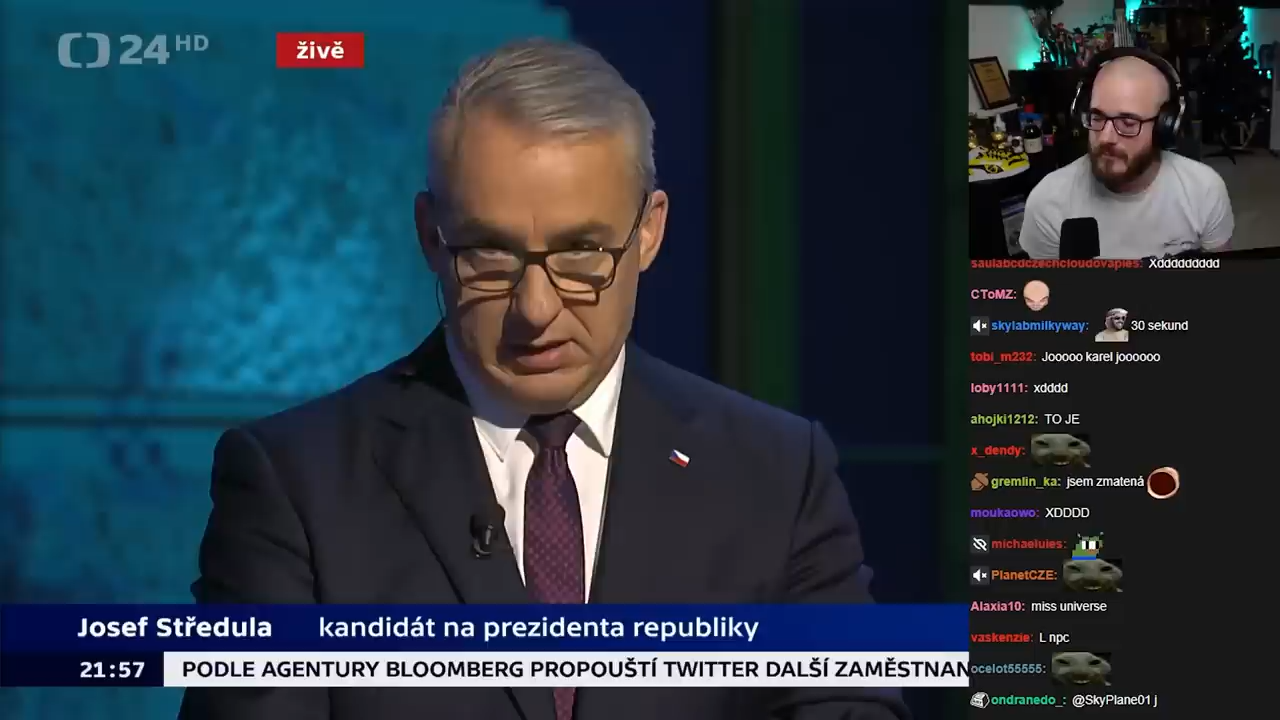 24 HD
živě
Josef Středula kandidát na prezidenta republiky
21:57 PODLE AGENTURY BLOOMBERG PROPOUŠTÍ TWITTER DALŠÍ ZAMĚSTNAN
saulabcdczechcloudovapies: Xddddddddd
CToMZ:
skylabmilkyway: 30 sekund
tobi_m232: Jooooo karel joooooo
loby1111: xdddd
ahojki1212: TO JE
x_dendy:
gremlin_ka: jsem zmatená
moukaowo: XDDDD
michaeluies:
PlanetCZE:
Alaxia10: miss universe
vaskenzie: L npc
ocelot55555:
ondranedo_: @SkyPlane01 j